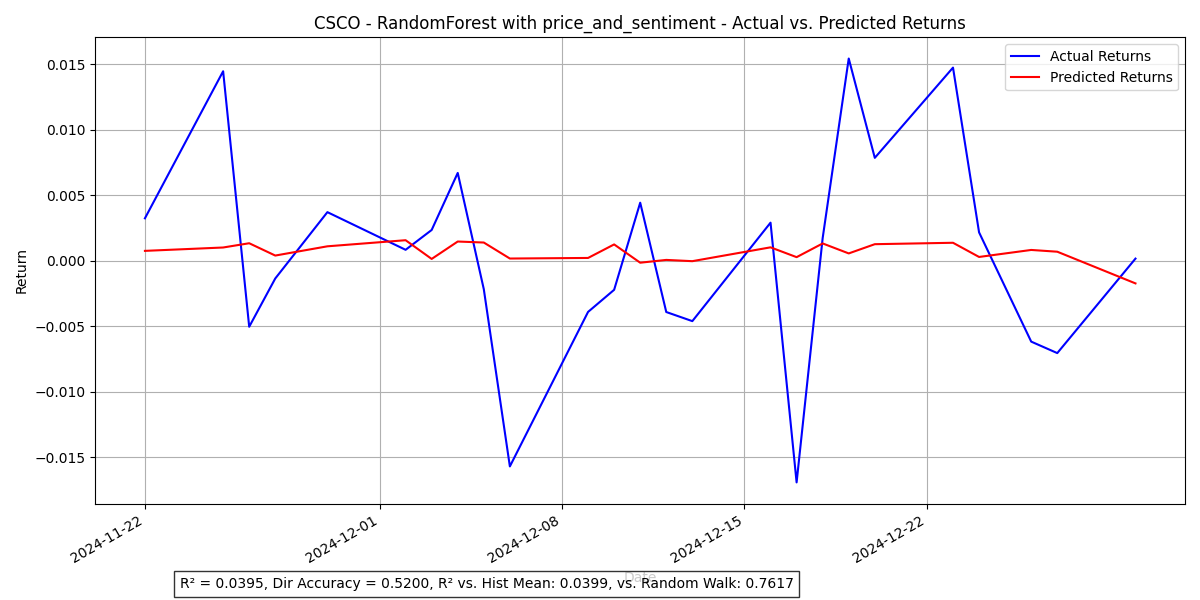 CSCO - RandomForest with price_and_sentiment - Actual vs. Predicted Returns
Actual Returns
Predicted Returns
0.015
0.010
0.005
0.000
−0.005
−0.010
−0.015
Return
2024-11-22
2024-12-01
2024-12-08
2024-12-15
2024-12-22
Date
R² = 0.0395, Dir Accuracy = 0.5200, R² vs. Hist Mean: 0.0399, vs. Random Walk: 0.7617